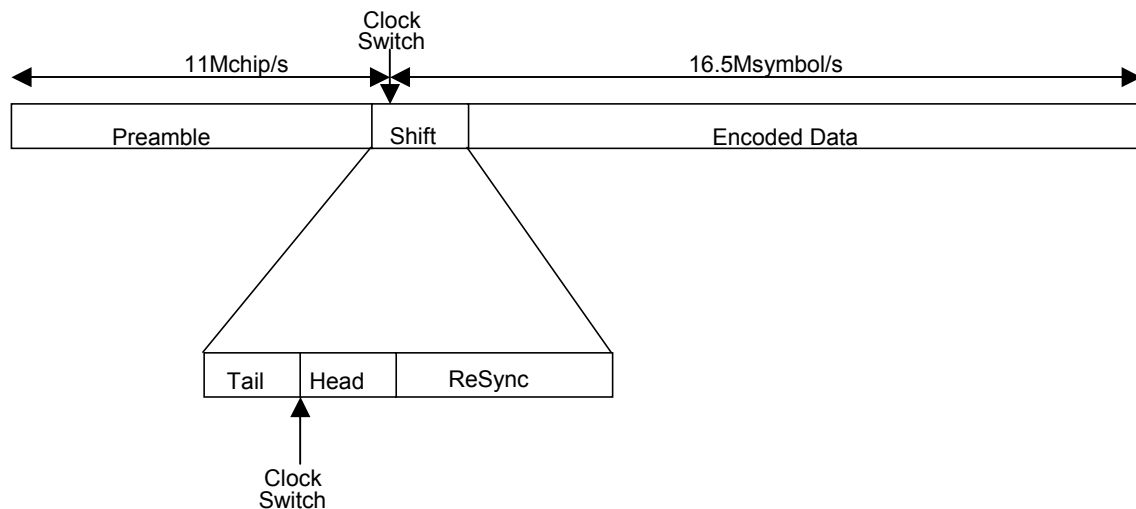 Clock
Switch
11Mchip/s
16.5Msymbol/s
Preamble
Shift
Encoded Data
Tail
Head
ReSync
Clock
Switch